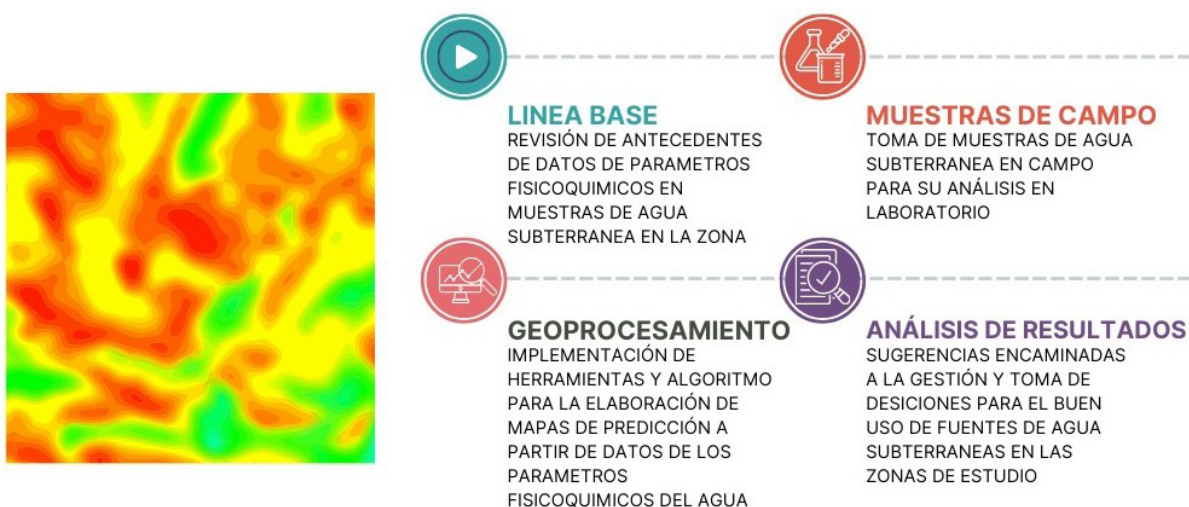 LINEA BASE
REVISIÓN DE ANTECEDENTES
DE DATOS DE PARAMETROS
FISICOQUIMICOS EN
MUESTRAS DE AGUA
SUBTERRANEA EN LA ZONA
MUESTRAS DE CAMPO
TOMA DE MUESTRAS DE AGUA
SUBTERRANEA EN CAMPO
PARA SU ANÁLISIS EN
LABORATORIO
GEOPROCESAMIENTO
IMPLEMENTACIÓN DE
HERRAMIENTAS Y ALGORITMO
PARA LA ELABORACIÓN DE
MAPAS DE PREDICCIÓN A
PARTIR DE DATOS DE LOS
PARAMETROS
FISICOQUIMICOS DEL AGUA
ANÁLISIS DE RESULTADOS
SUGERENCIAS ENCAMINADAS
A LA GESTIÓN Y TOMA DE
DESICIONES PARA EL BUEN
USO DE FUENTES DE AGUA
SUBTERRANEAS EN LAS
ZONAS DE ESTUDIO